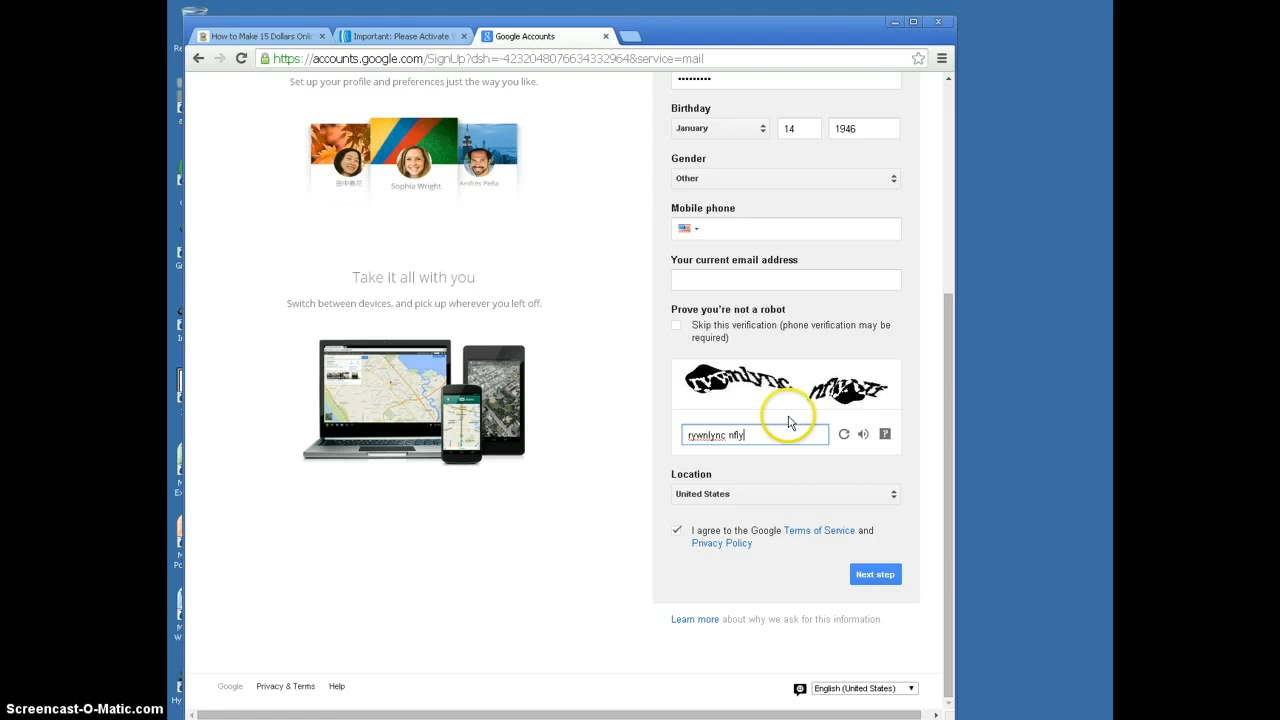 How to Make 15 Dollars Onli
Important: Please Activate
Google Accounts
https://accounts.google.com/SignUp?dsh=-4232048076634332964&service=mail
Set up your profile and preferences just the way you like.
Sophia Wright
Andrés Peña
Take it all with you
Switch between devices, and pick up wherever you left off.
•••••••••
Birthday
January 14 1946
Gender
Other
Mobile phone
Your current email address
Prove you're not a robot
Skip this verification (phone verification may be
required)
rywnlync nfly
Location
United States
I agree to the Google Terms of Service and
Privacy Policy
Next step
Learn more about why we ask for this information.
Google Privacy & Terms Help
English (United States)
Screencast-O-Matic.com